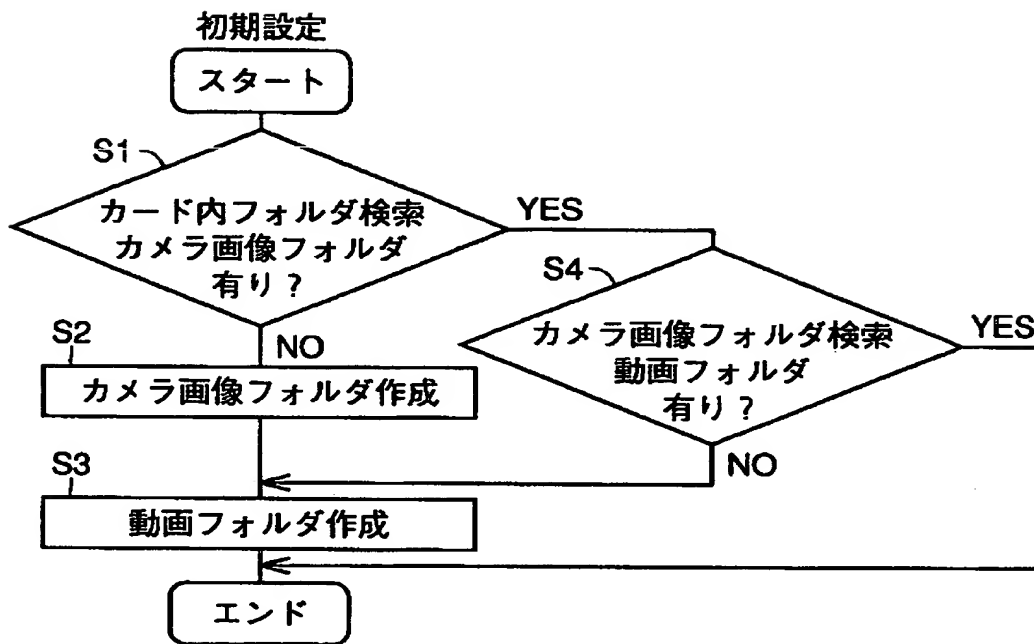 初期設定
スタート
S1
カード内フォルダ検索
カメラ画像フォルダ
有り?
YES
NO
S4
カメラ画像フォルダ検索
動画フォルダ
有り?
YES
NO
S2
カメラ画像フォルダ作成
S3
動画フォルダ作成
エンド